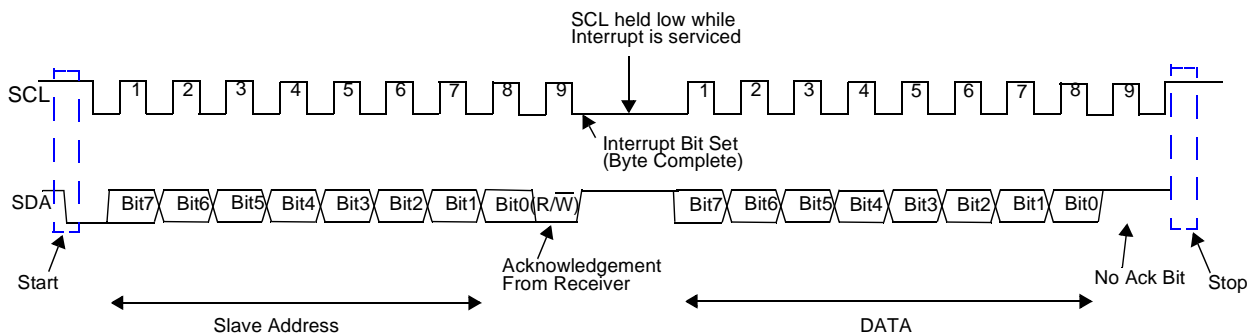 SCL held low while
Interrupt is serviced
SCL
1 2 3 4 5 6 7 8 9 1 2 3 4 5 6 7 8 9
Interrupt Bit Set
(Byte Complete)
SDA Bit7 Bit6 Bit5 Bit4 Bit3 Bit2 Bit1 Bit0(R/W̅) Bit7 Bit6 Bit5 Bit4 Bit3 Bit2 Bit1 Bit0
Start
Acknowledgement
From Receiver
No Ack Bit
Stop
Slave Address
DATA